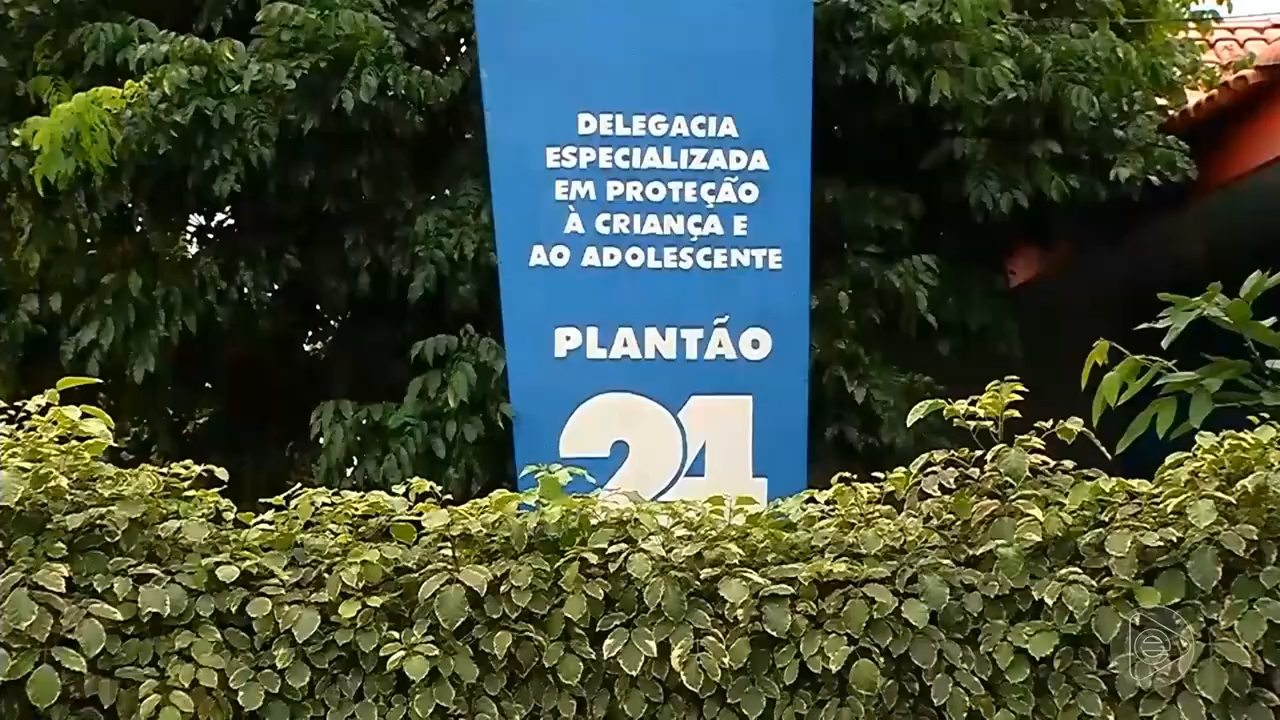 DELEGACIA
ESPECIALIZADA
EM PROTEÇÃO
À CRIANÇA E
AO ADOLESCENTE
PLANTÃO
24